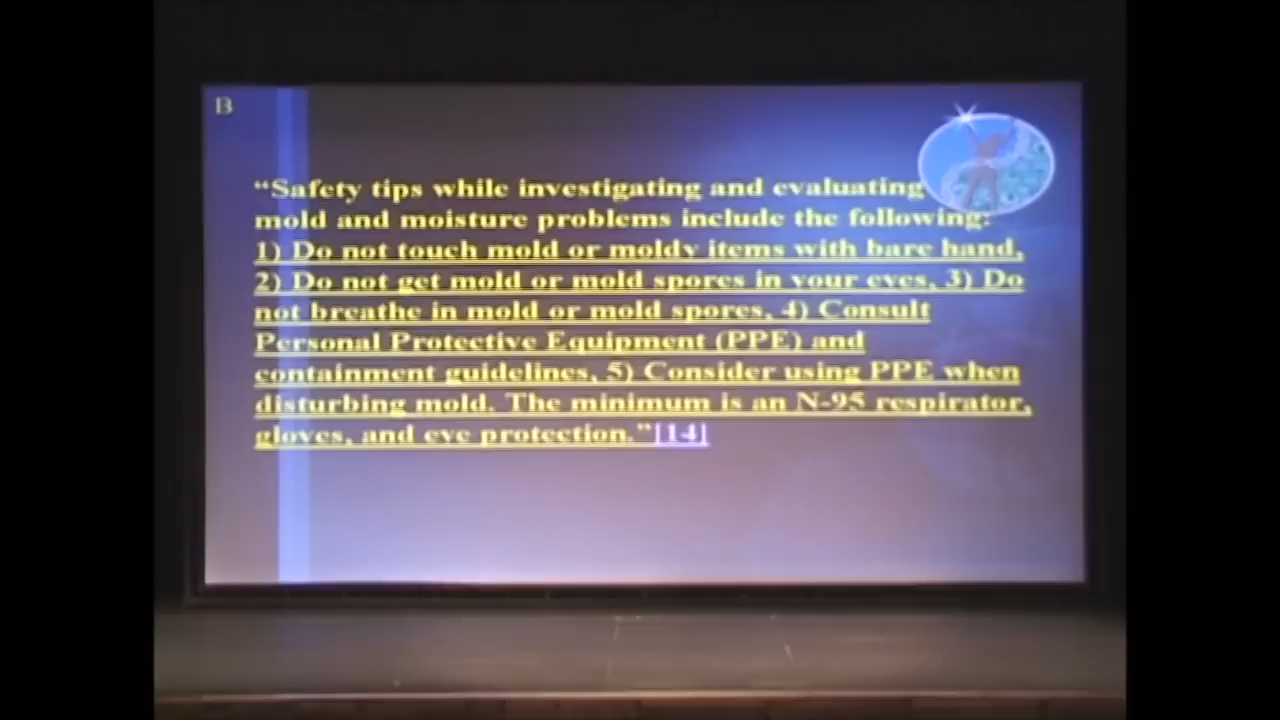 B
“Safety tips while investigating and evaluating
mold and moisture problems include the following:
1) Do not touch mold or moldy items with bare hand,
2) Do not get mold or mold spores in your eyes, 3) Do
not breathe in mold or mold spores, 4) Consult
Personal Protective Equipment (PPE) and
containment guidelines, 5) Consider using PPE when
disturbing mold. The minimum is an N-95 respirator,
gloves, and eye protection.”[14]